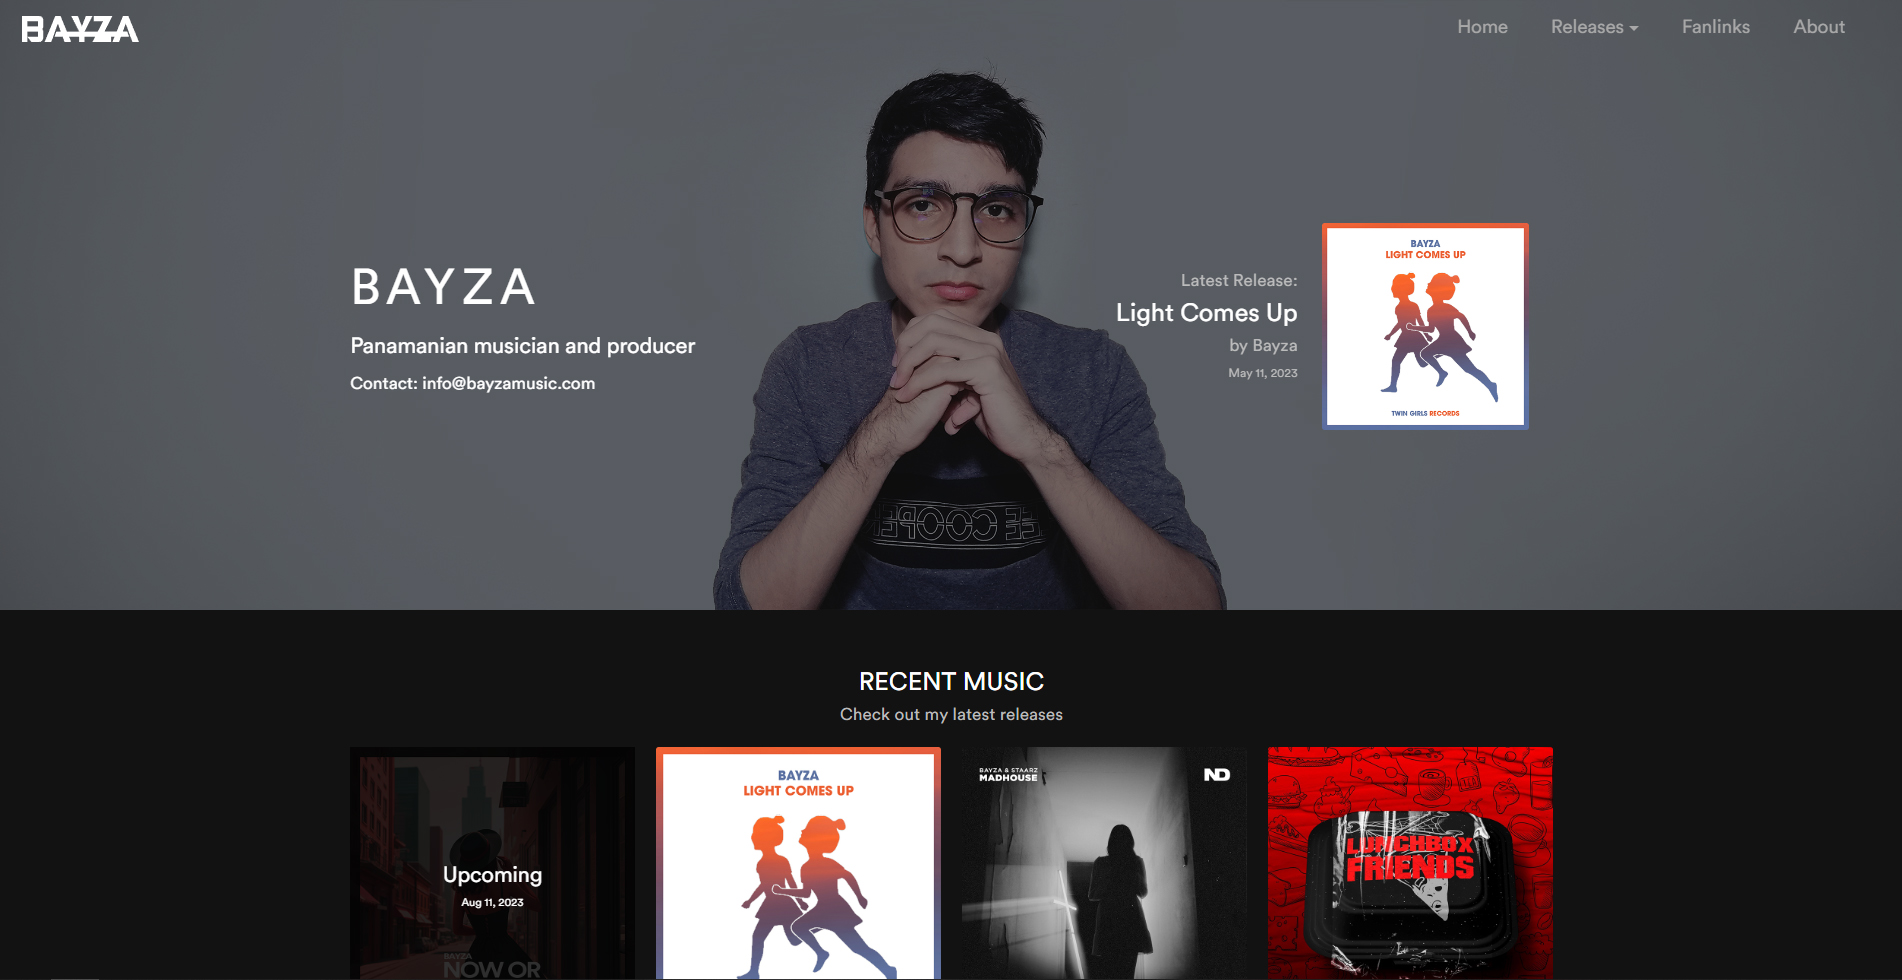 BAYZA
Home
Releases
Fanlinks
About
BAYZA
Panamanian musician and producer
Contact: info@bayzamusic.com
Latest Release:
Light Comes Up
by Bayza
May 11, 2023
BAYZA
LIGHT COMES UP
TWIN GIRLS RECORDS
EE COOPER
RECENT MUSIC
Check out my latest releases
Upcoming
Aug 11, 2023
BAYZA
NOW OR
BAYZA
LIGHT COMES UP
BAYZA & STAARZ
MADHOUSE
ND
LUNCHBOX
FRIENDS